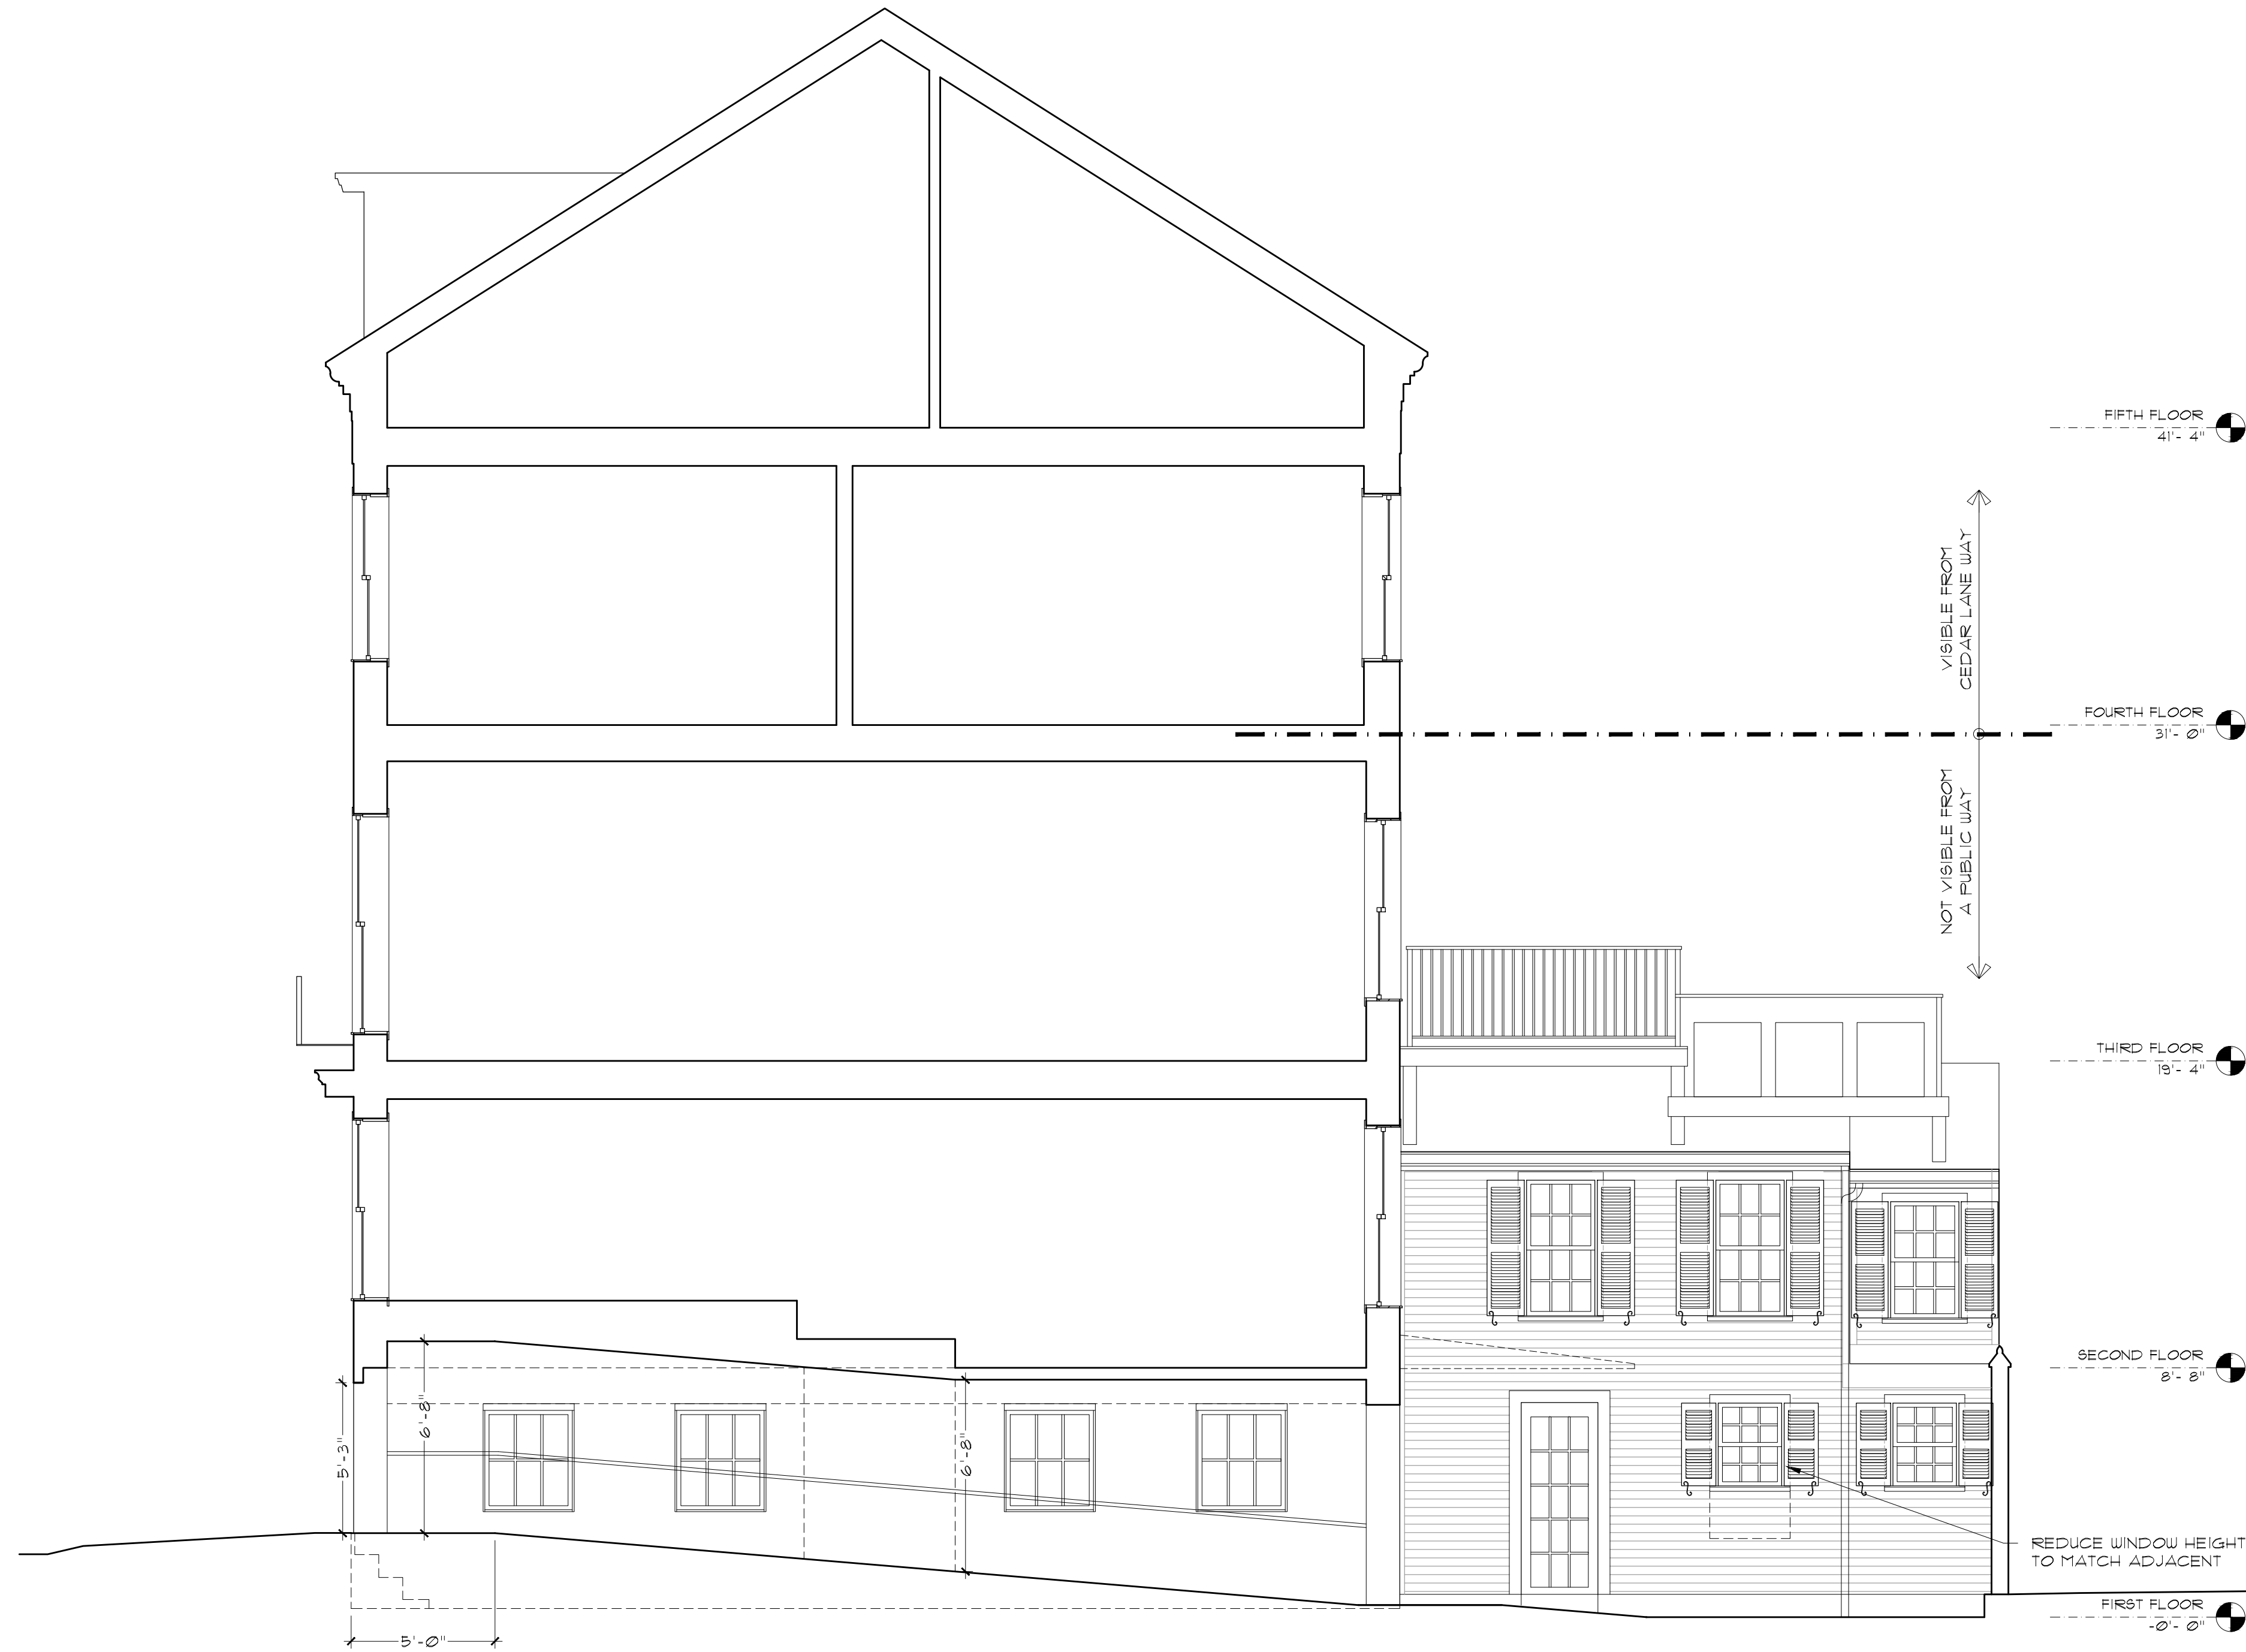 FIFTH FLOOR
41'- 4"
VISIBLE FROM
CEDAR LANE WAY
FOURTH FLOOR
31'- 0"
NOT VISIBLE FROM
A PUBLIC WAY
THIRD FLOOR
19'- 4"
SECOND FLOOR
8'- 8"
6'-8"
5'-3"
6'-8"
REDUCE WINDOW HEIGHT
TO MATCH ADJACENT
FIRST FLOOR
-0'- 0"
5'-0"